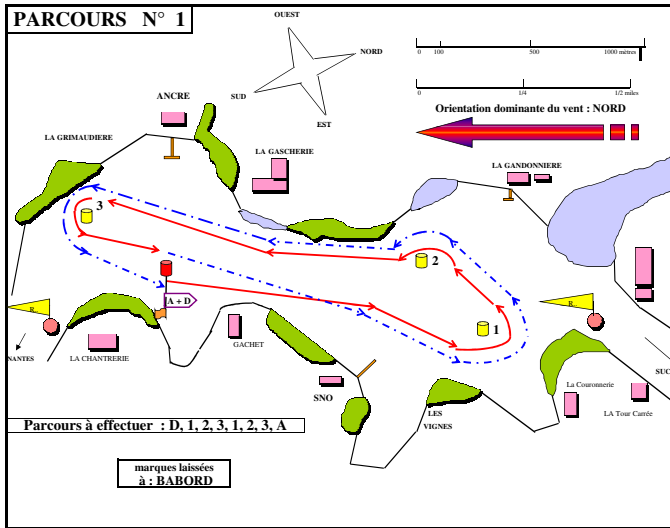 PARCOURS N° 1
OUEST
NORD
SUD
EST
0 100 500 1000 mètres
0 1/4 1/2 miles
Orientation dominante du vent : NORD
ANCRE
LA GRIMAUDIERE
LA GASCHERIE
LA GANDONNIERE
3
2
A + D
R
R
1
NANTES
LA CHANTRERIE
GACHET
SNO
LES
VIGNES
SUC
La Couronnerie
LA Tour Carrée
Parcours à effectuer : D, 1, 2, 3, 1, 2, 3, A
marques laissées
à : BABORD